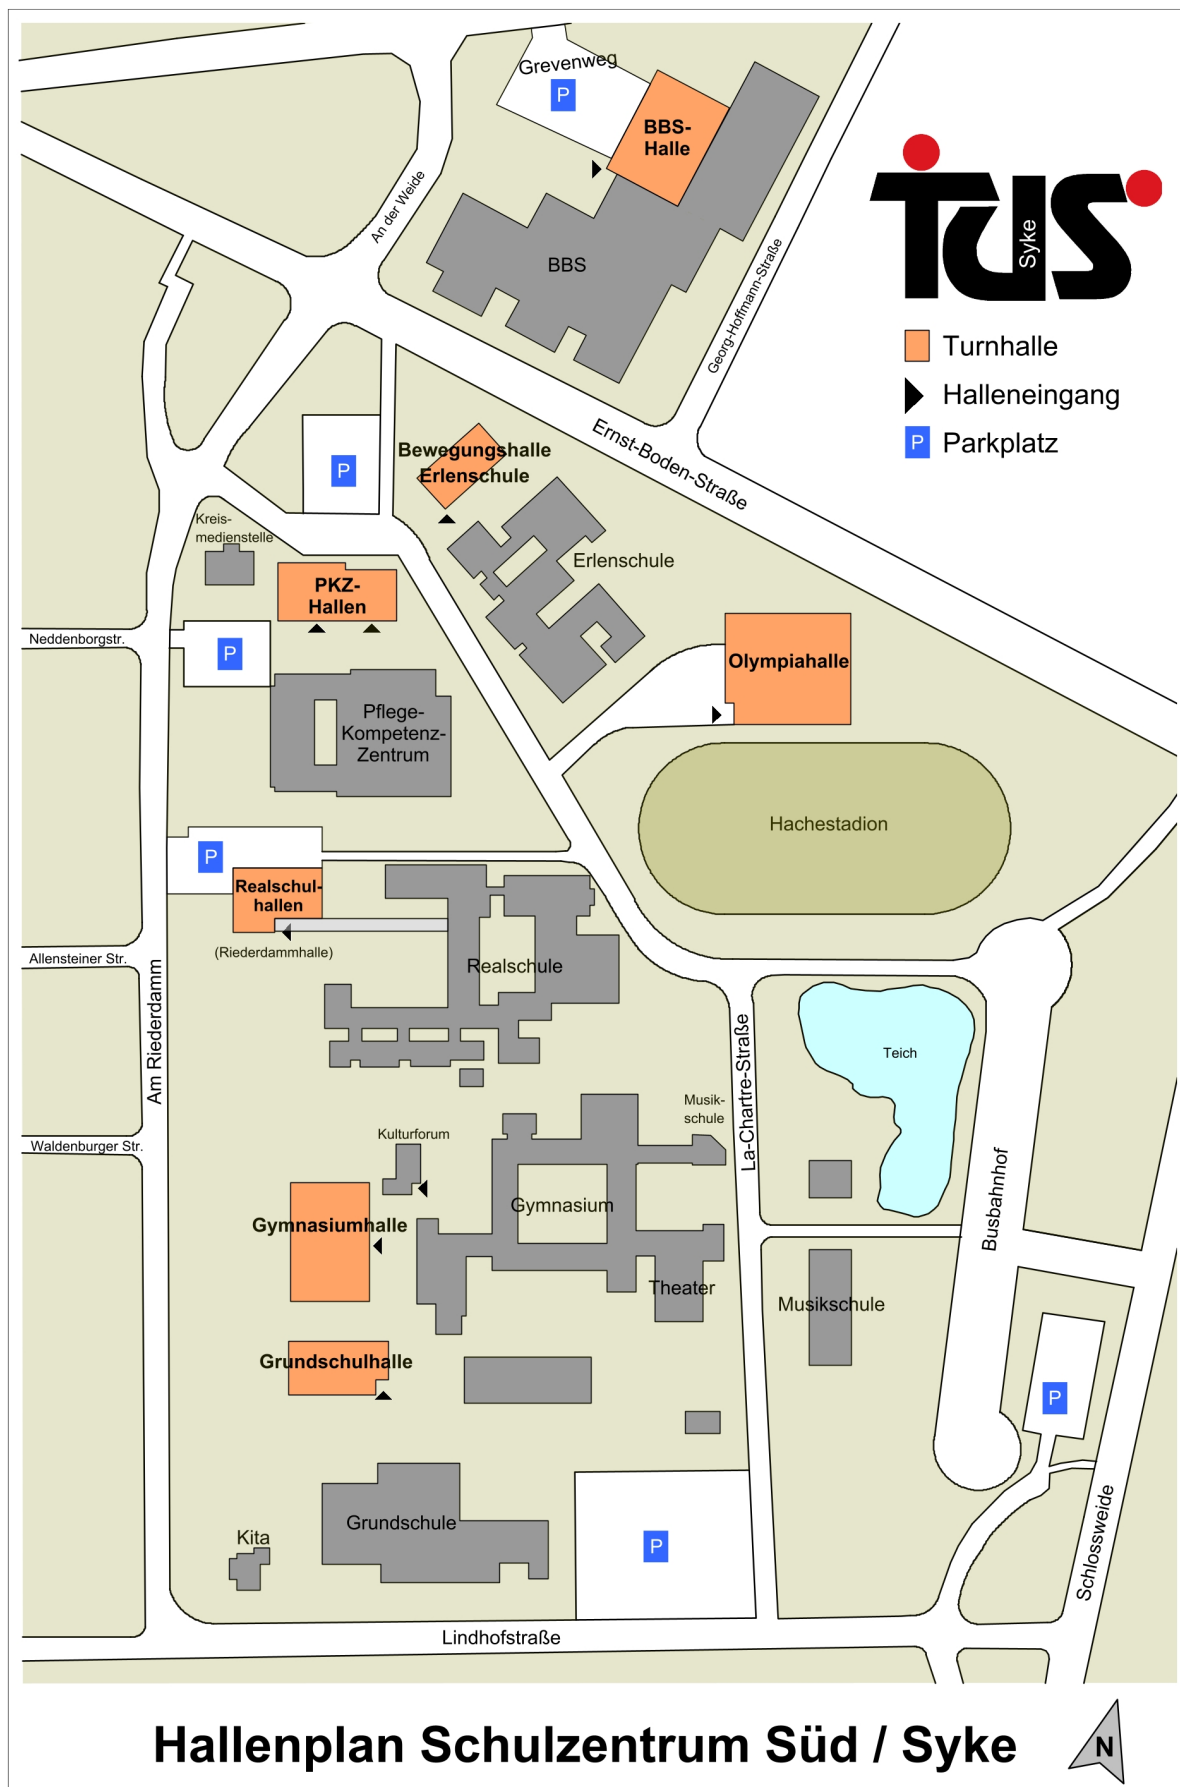 Grevenweg
P
BBS-
Halle
An der Weide
BBS
Georg-Hoffmann-Straße
TUS
Syke
Turnhalle
Halleneingang
P Parkplatz
Ernst-Boden-Straße
P
Bewegungshalle
Erlenschule
Kreis-
medienstelle
Erlenschule
PKZ-
Hallen
Neddenborgstr.
P
Olympiahalle
Pflege-
Kompetenz-
Zentrum
Hachestadion
P
Realschul-
hallen
(Riederdammhalle)
Allensteiner Str.
Realschule
Am Riederdamm
La-Chartre-Straße
Teich
Musik-
schule
Kulturforum
Waldenburger Str.
Gymnasium
Gymnasiumhalle
Busbahnhof
Theater
Musikschule
Grundschulhalle
P
Grundschule
Kita
P
Schlossweide
Lindhofstraße
Hallenplan Schulzentrum Süd / Syke
N